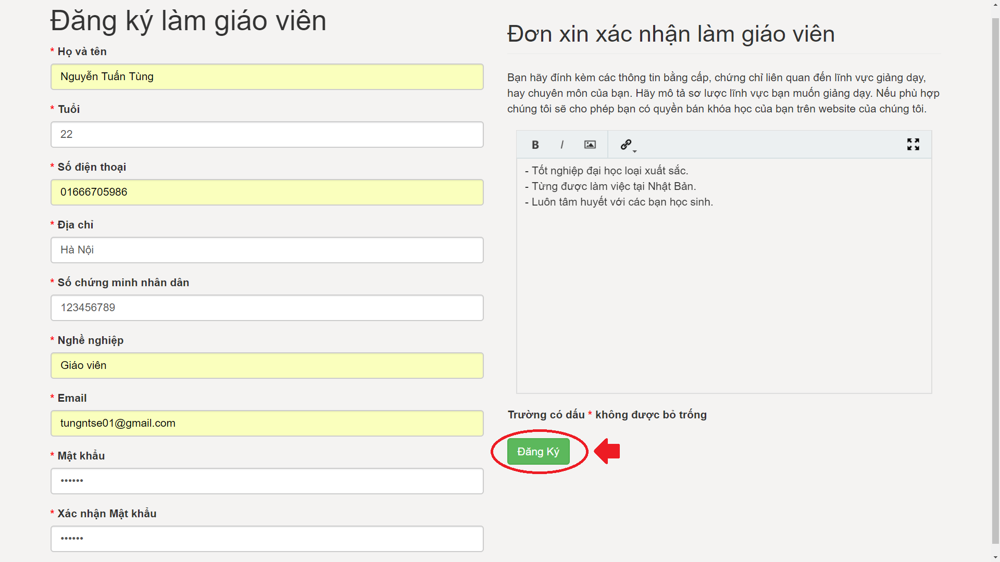 Đăng ký làm giáo viên
* Họ và tên
Nguyễn Tuấn Tùng
* Tuổi
22
* Số điện thoại
01666705986
* Địa chỉ
Hà Nội
* Số chứng minh nhân dân
123456789
* Nghề nghiệp
Giáo viên
* Email
tungntse01@gmail.com
* Mật khẩu
••••••
* Xác nhận Mật khẩu
••••••
Đơn xin xác nhận làm giáo viên
Bạn hãy đính kèm các thông tin bằng cấp, chứng chỉ liên quan đến lĩnh vực giảng dạy,
hay chuyên môn của bạn. Hãy mô tả sơ lược lĩnh vực bạn muốn giảng dạy. Nếu phù hợp
chúng tôi sẽ cho phép bạn có quyền bán khóa học của bạn trên website của chúng tôi.
B I
- Tốt nghiệp đại học loại xuất sắc.
- Từng được làm việc tại Nhật Bản.
- Luôn tâm huyết với các bạn học sinh.
Trường có dấu * không được bỏ trống
Đăng Ký